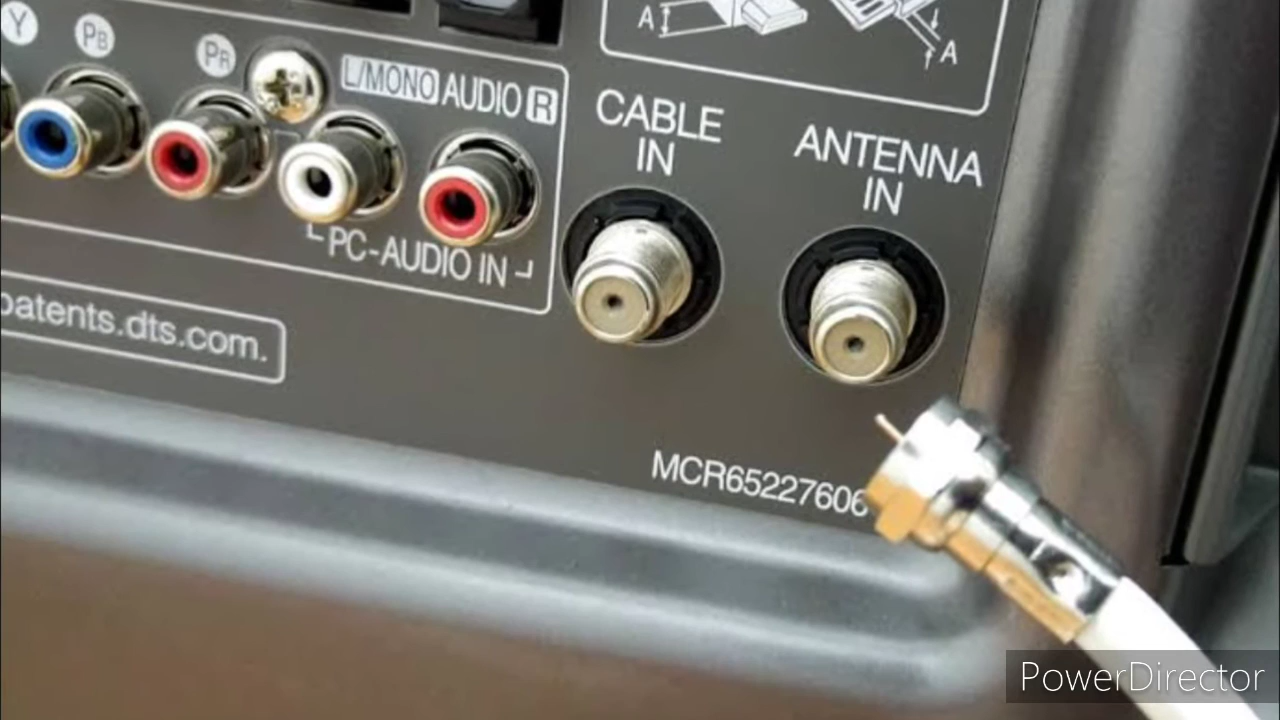 A
A
Y
PB
PR
L/MONO AUDIO R
CABLE
IN
ANTENNA
IN
PC-AUDIO IN
patents.dts.com.
MCR65227606
PowerDirector